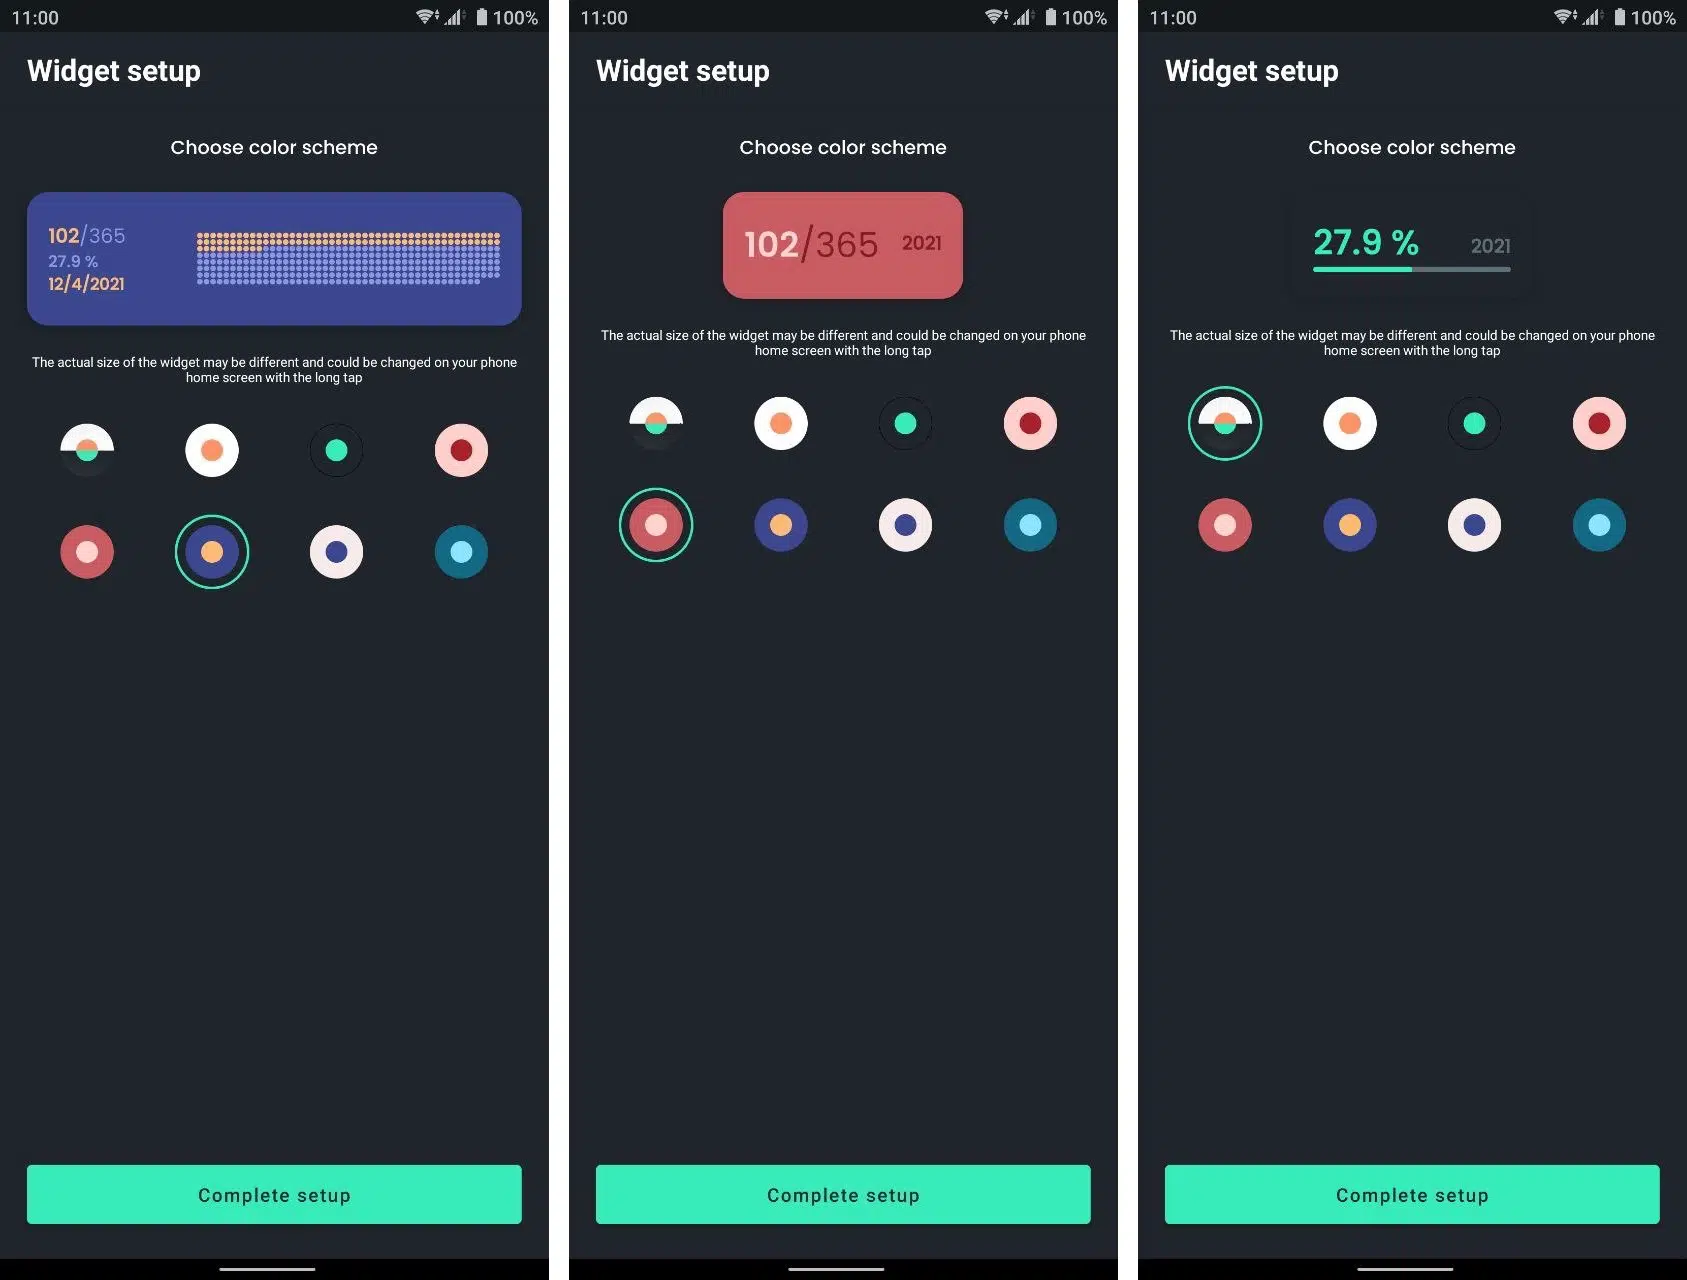 11:00 100%
Widget setup
Choose color scheme
102/365
27.9 %
12/4/2021
The actual size of the widget may be different and could be changed on your phone
home screen with the long tap
Complete setup
11:00 100%
Widget setup
Choose color scheme
102/365 2021
The actual size of the widget may be different and could be changed on your phone
home screen with the long tap
Complete setup
11:00 100%
Widget setup
Choose color scheme
27.9 % 2021
The actual size of the widget may be different and could be changed on your phone
home screen with the long tap
Complete setup